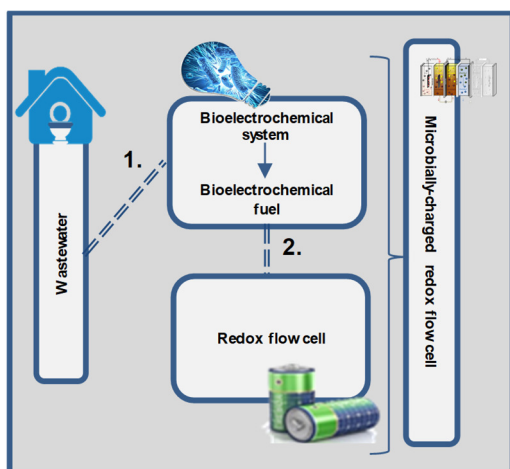 Wastewater
1.
Bioelectrochemical
system
Bioelectrochemical
fuel
2.
Redox flow cell
Microbially-charged redox flow cell